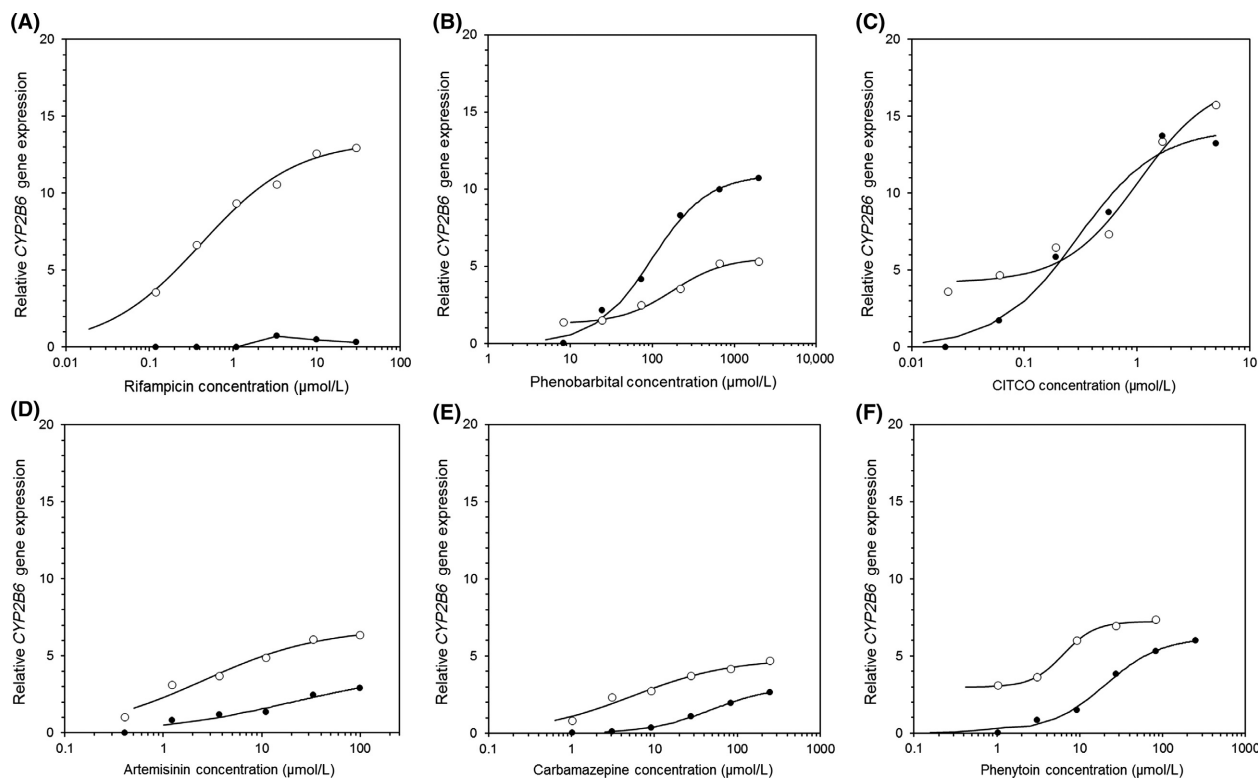 (A)
20
15
10
5
0
Relative CYP2B6 gene expression
0.01 0.1 1 10 100
Rifampicin concentration (µmol/L)
(B)
20
15
10
5
0
Relative CYP2B6 gene expression
1 10 100 1000 10,000
Phenobarbital concentration (µmol/L)
(C)
20
15
10
5
0
Relative CYP2B6 gene expression
0.01 0.1 1 10
CITCO concentration (µmol/L)
(D)
20
15
10
5
0
Relative CYP2B6 gene expression
0.1 1 10 100
Artemisinin concentration (µmol/L)
(E)
20
15
10
5
0
Relative CYP2B6 gene expression
0.1 1 10 100 1000
Carbamazepine concentration (µmol/L)
(F)
20
15
10
5
0
Relative CYP2B6 gene expression
0.1 1 10 100 1000
Phenytoin concentration (µmol/L)